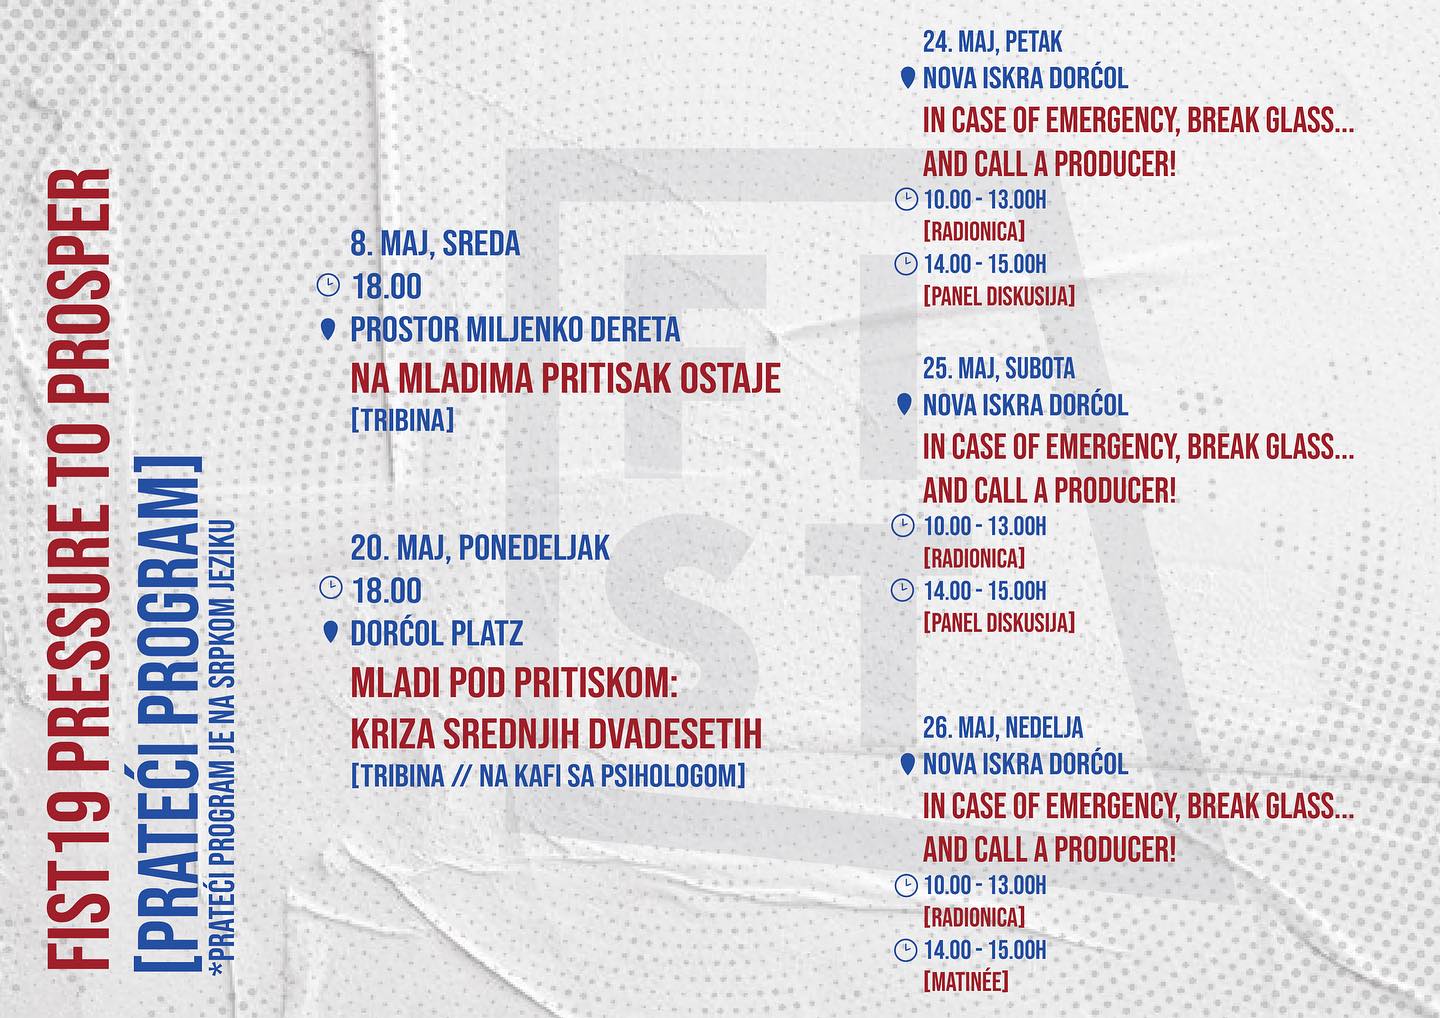 FIST19 PRESSURE TO PROSPER
[PRATEĆI PROGRAM]
*PRATEĆI PROGRAM JE NA SRPKOM JEZIKU
8. MAJ, SREDA
18.00
PROSTOR MILJENKO DERETA
NA MLADIMA PRITISAK OSTAJE
[TRIBINA]
20. MAJ, PONEDELJAK
18.00
DORĆOL PLATZ
MLADI POD PRITISKOM:
KRIZA SREDNJIH DVADESETIH
[TRIBINA // NA KAFI SA PSIHOLOGOM]
24. MAJ, PETAK
NOVA ISKRA DORĆOL
IN CASE OF EMERGENCY, BREAK GLASS...
AND CALL A PRODUCER!
10.00 - 13.00H
[RADIONICA]
14.00 - 15.00H
[PANEL DISKUSIJA]
25. MAJ, SUBOTA
NOVA ISKRA DORĆOL
IN CASE OF EMERGENCY, BREAK GLASS...
AND CALL A PRODUCER!
10.00 - 13.00H
[RADIONICA]
14.00 - 15.00H
[PANEL DISKUSIJA]
26. MAJ, NEDELJA
NOVA ISKRA DORĆOL
IN CASE OF EMERGENCY, BREAK GLASS...
AND CALL A PRODUCER!
10.00 - 13.00H
[RADIONICA]
14.00 - 15.00H
[MATINÉE]
FI
ST